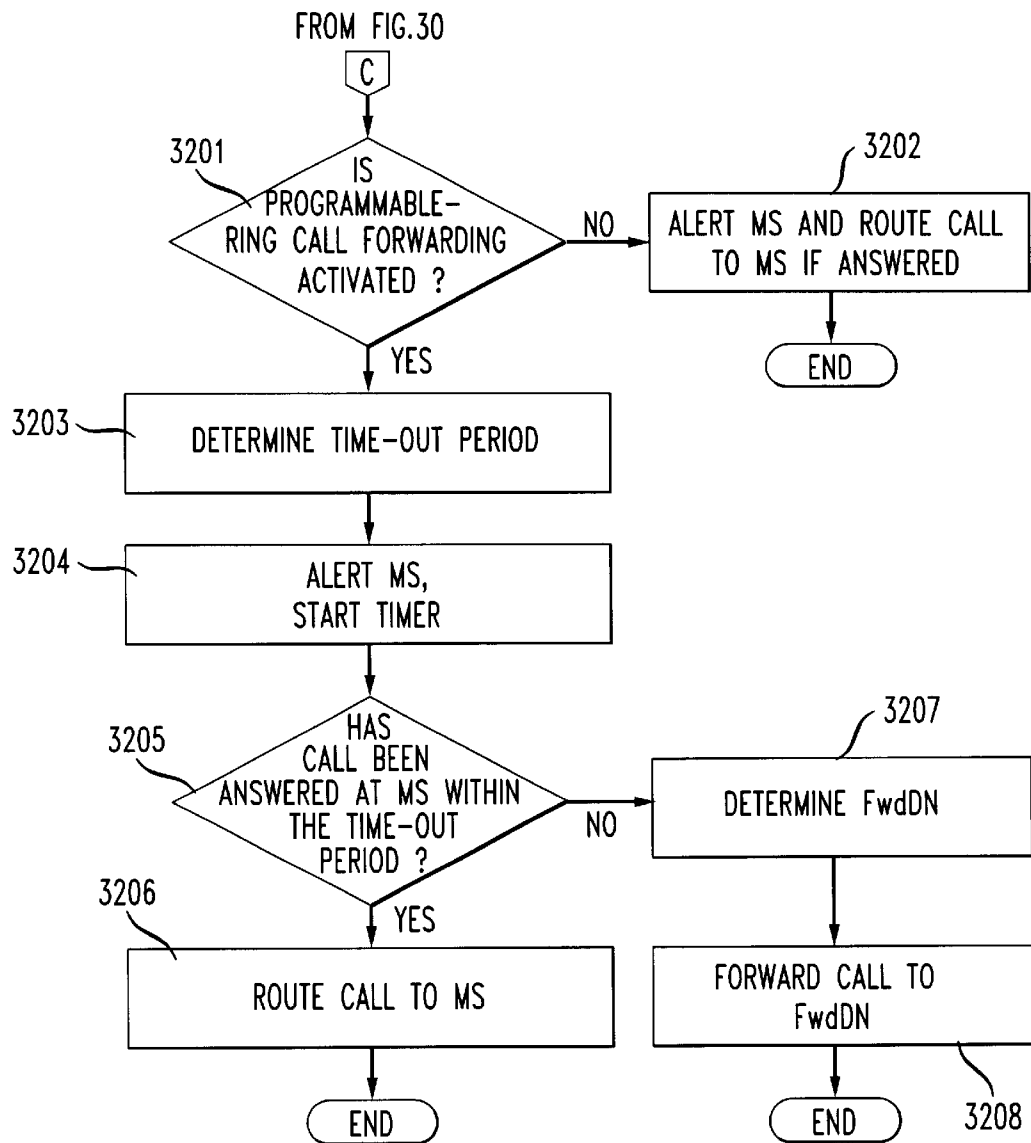 FROM FIG.30
C
3201
IS
PROGRAMMABLE-
RING CALL FORWARDING
ACTIVATED ?
NO
YES
3202
ALERT MS AND ROUTE CALL
TO MS IF ANSWERED
END
3203
DETERMINE TIME-OUT PERIOD
3204
ALERT MS,
START TIMER
3205
HAS
CALL BEEN
ANSWERED AT MS WITHIN
THE TIME-OUT
PERIOD ?
NO
YES
3207
DETERMINE FwdDN
3206
ROUTE CALL TO MS
END
FORWARD CALL TO
FwdDN
3208
END